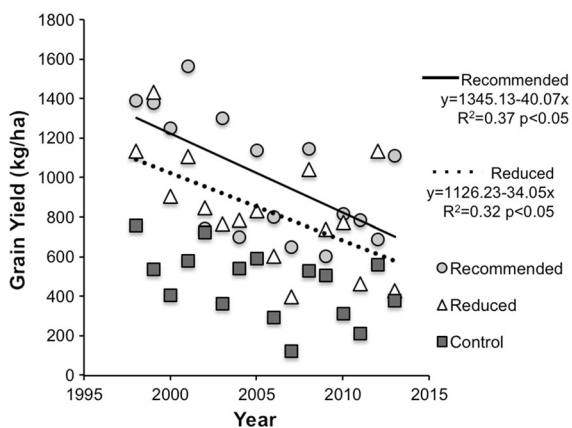 1800
1600
1400
1200
1000
800
600
400
200
0
Grain Yield (kg/ha)
1995
2000
2005
2010
2015
Year
Recommended
y=1345.13-40.07x
R²=0.37 p<0.05
Reduced
y=1126.23-34.05x
R²=0.32 p<0.05
Recommended
Reduced
Control